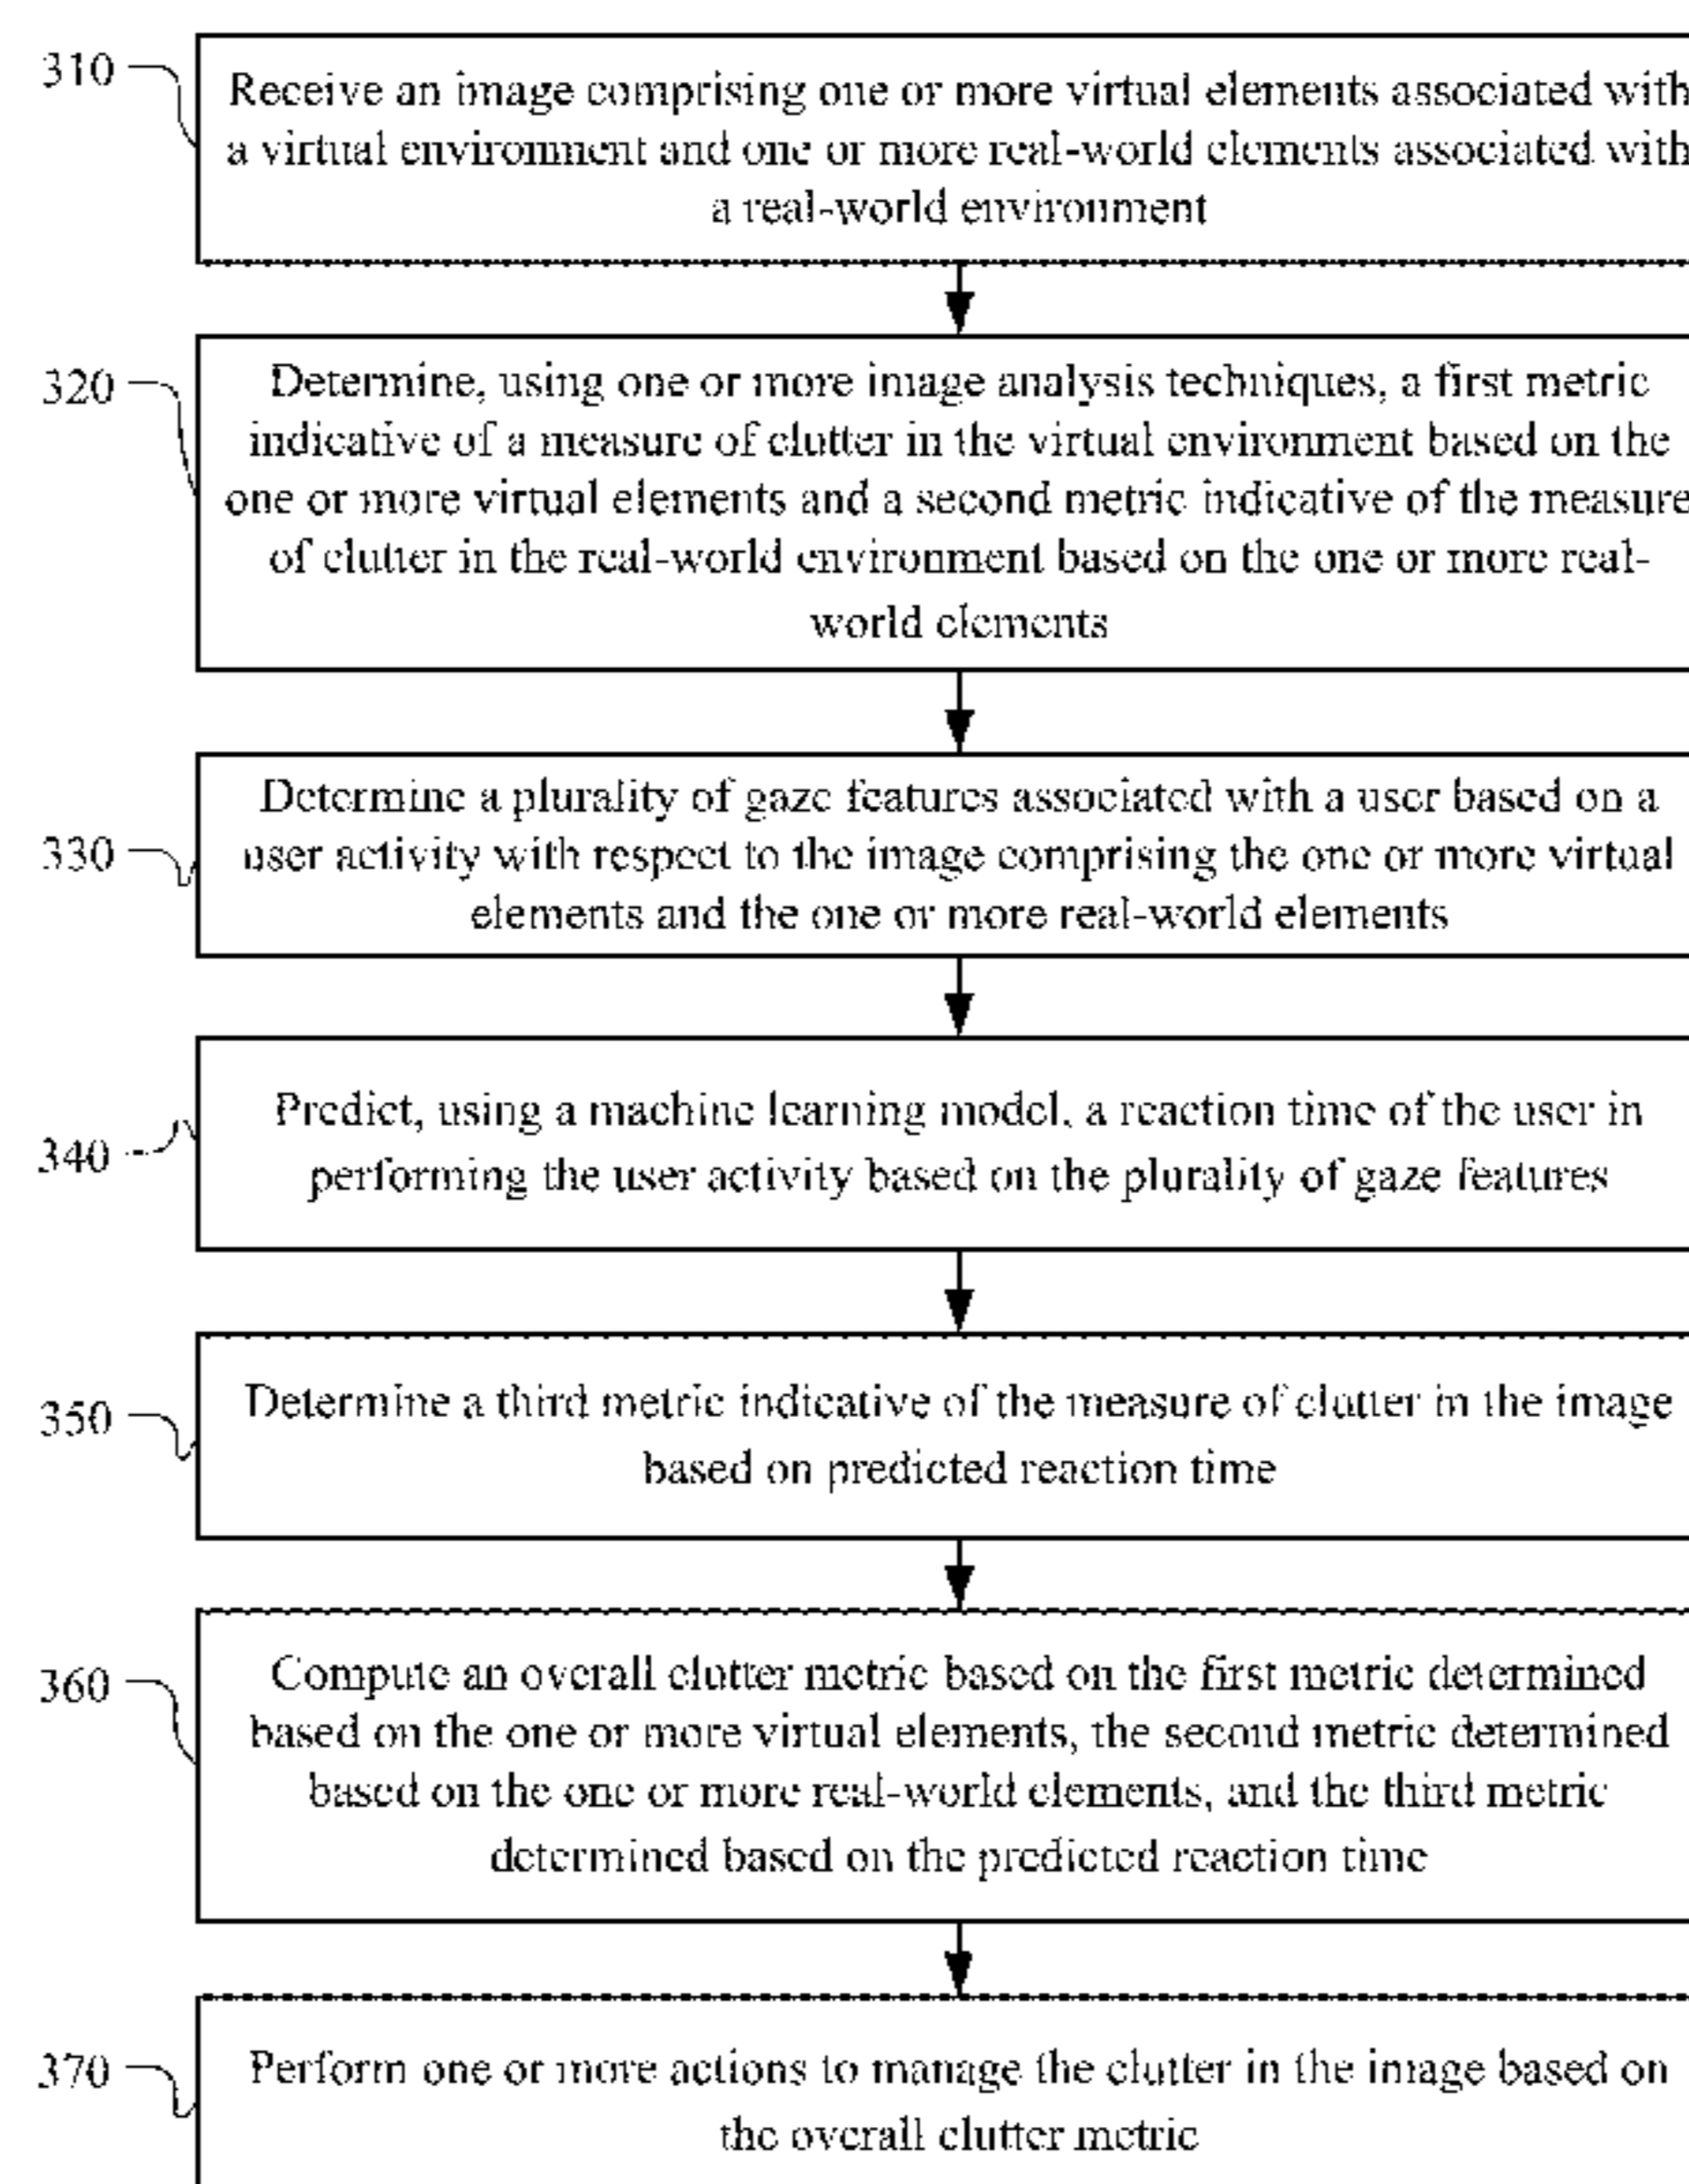 310
Receive an image comprising one or more virtual elements associated with
a virtual environment and one or more real-world elements associated with
a real-world environment
320
Determine, using one or more image analysis techniques, a first metric
indicative of a measure of clutter in the virtual environment based on the
one or more virtual elements and a second metric indicative of the measure
of clutter in the real-world environment based on the one or more real-
world elements
330
Determine a plurality of gaze features associated with a user based on a
user activity with respect to the image comprising the one or more virtual
elements and the one or more real-world elements
340
Predict, using a machine learning model, a reaction time of the user in
performing the user activity based on the plurality of gaze features
350
Determine a third metric indicative of the measure of clutter in the image
based on predicted reaction time
360
Compute an overall clutter metric based on the first metric determined
based on the one or more virtual elements, the second metric determined
based on the one or more real-world elements, and the third metric
determined based on the predicted reaction time
370
Perform one or more actions to manage the clutter in the image based on
the overall clutter metric